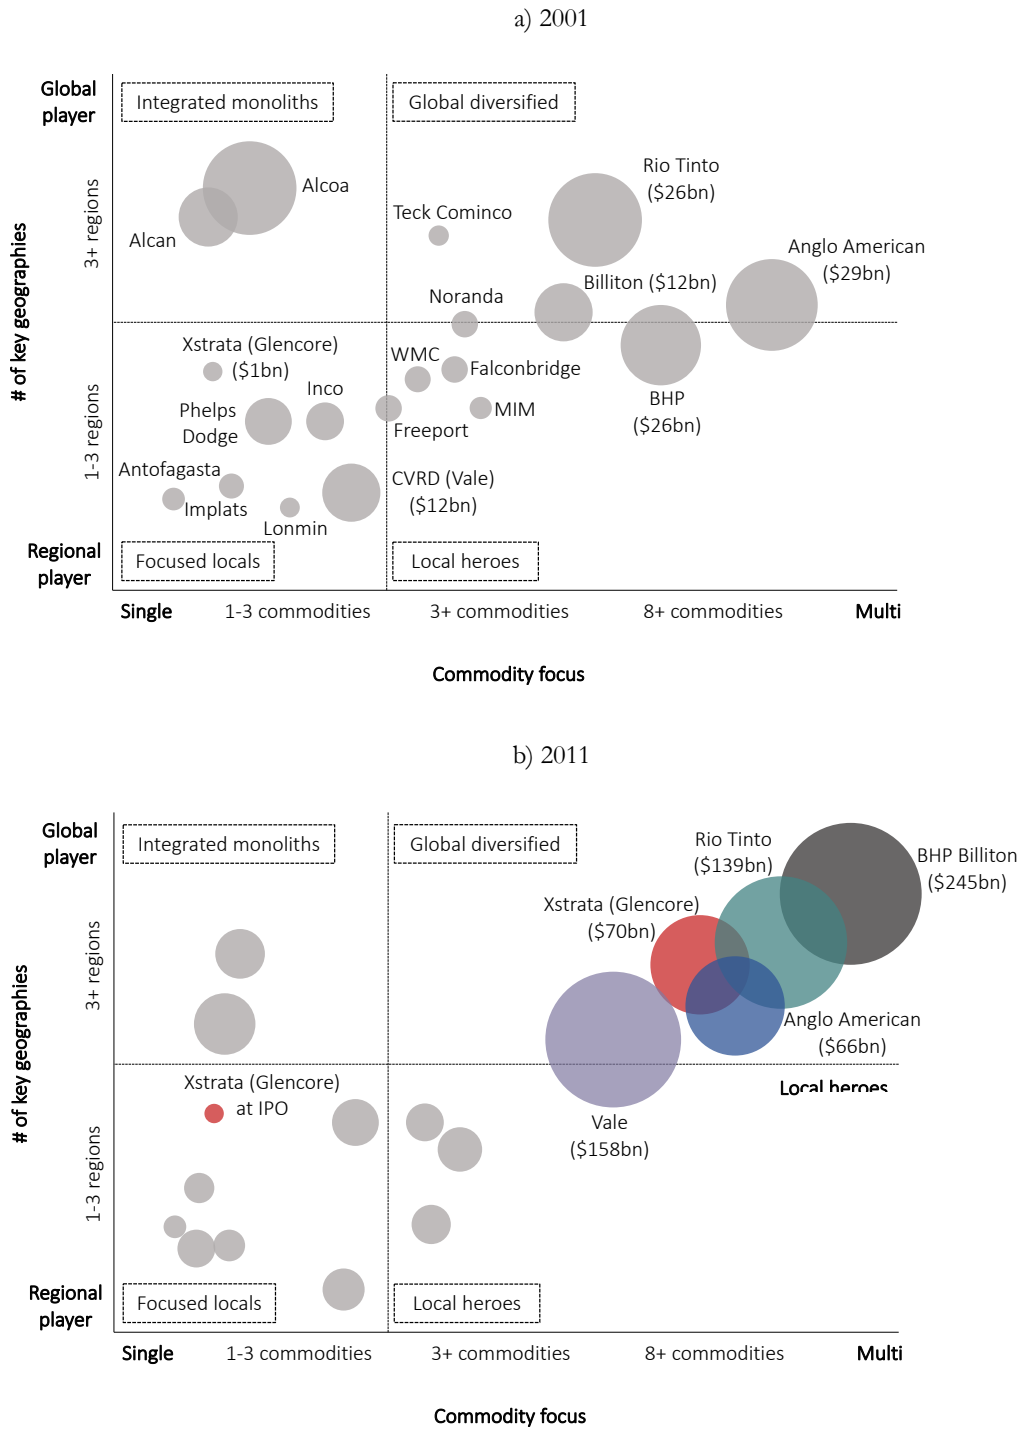 a) 2001
Global
player
Integrated monoliths
Global diversified
Rio Tinto
($26bn)
Alcoa
Teck Cominco
Alcan
Anglo American
($29bn)
Billiton ($12bn)
Noranda
# of key geographies
3+ regions
1-3 regions
Xstrata (Glencore)
($1bn)
WMC
Falconbridge
Inco
BHP
($26bn)
Phelps
Dodge
MIM
Freeport
Antofagasta
CVRD (Vale)
($12bn)
Implats
Lonmin
Regional
player
Focused locals
Local heroes
Single
1-3 commodities
3+ commodities
8+ commodities
Multi
Commodity focus
b) 2011
Global
player
Integrated monoliths
Global diversified
Rio Tinto
($139bn)
BHP Billiton
($245bn)
Xstrata (Glencore)
($70bn)
# of key geographies
3+ regions
1-3 regions
Anglo American
($66bn)
Xstrata (Glencore)
at IPO
Local heroes
Vale
($158bn)
Regional
player
Focused locals
Local heroes
Single
1-3 commodities
3+ commodities
8+ commodities
Multi
Commodity focus